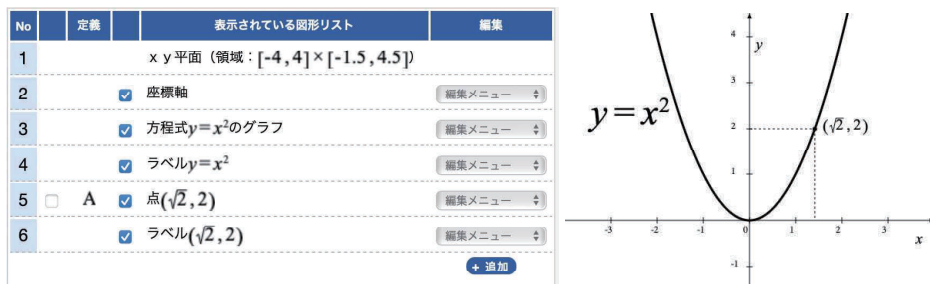 No 定義 表示されている図形リスト 編集
1 x y平面（領域：[-4,4]×[-1.5,4.5]）
2 座標軸 編集メニュー
3 方程式y=x²のグラフ 編集メニュー
4 ラベルy=x² 編集メニュー
5 A 点(√2,2) 編集メニュー
6 ラベル(√2,2) 編集メニュー
+ 追加
4
y
3
y=x²
2 (√2,2)
1
-3 -2 -1 0 1 2 3
x
-1